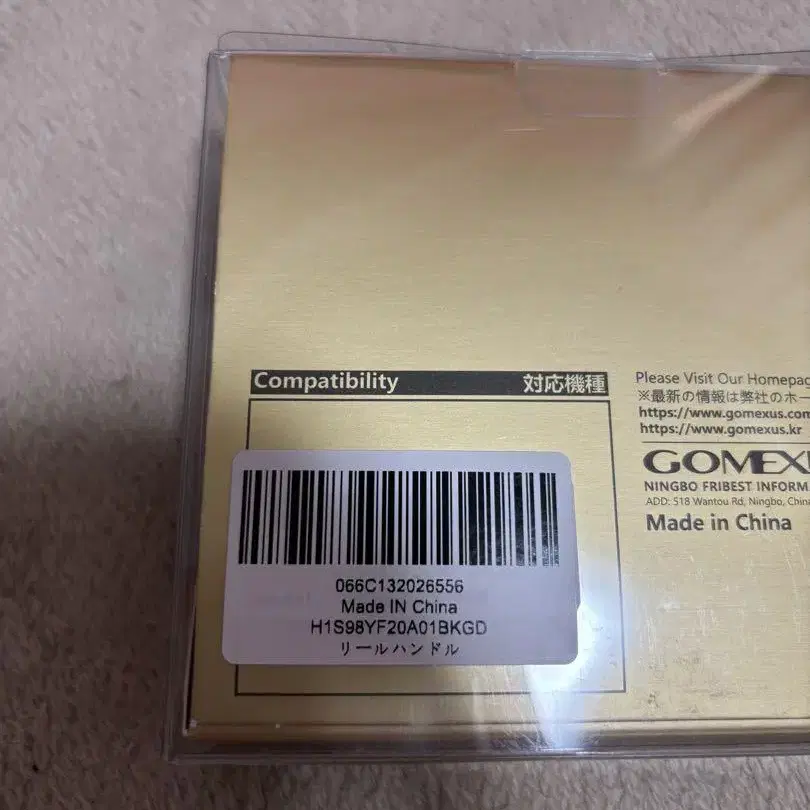 Compatibility 対応機種
Please Visit Our Homepag
※最新の情報は弊社のホー
https://www.gomexus.com
https://www.gomexus.kr
GOMEXU
NINGBO FRIBEST INFORM
ADD: 518 Wantou Rd, Ningbo, China
Made in China
066C132026556
Made IN China
H1S98YF20A01BKGD
リールハンドル